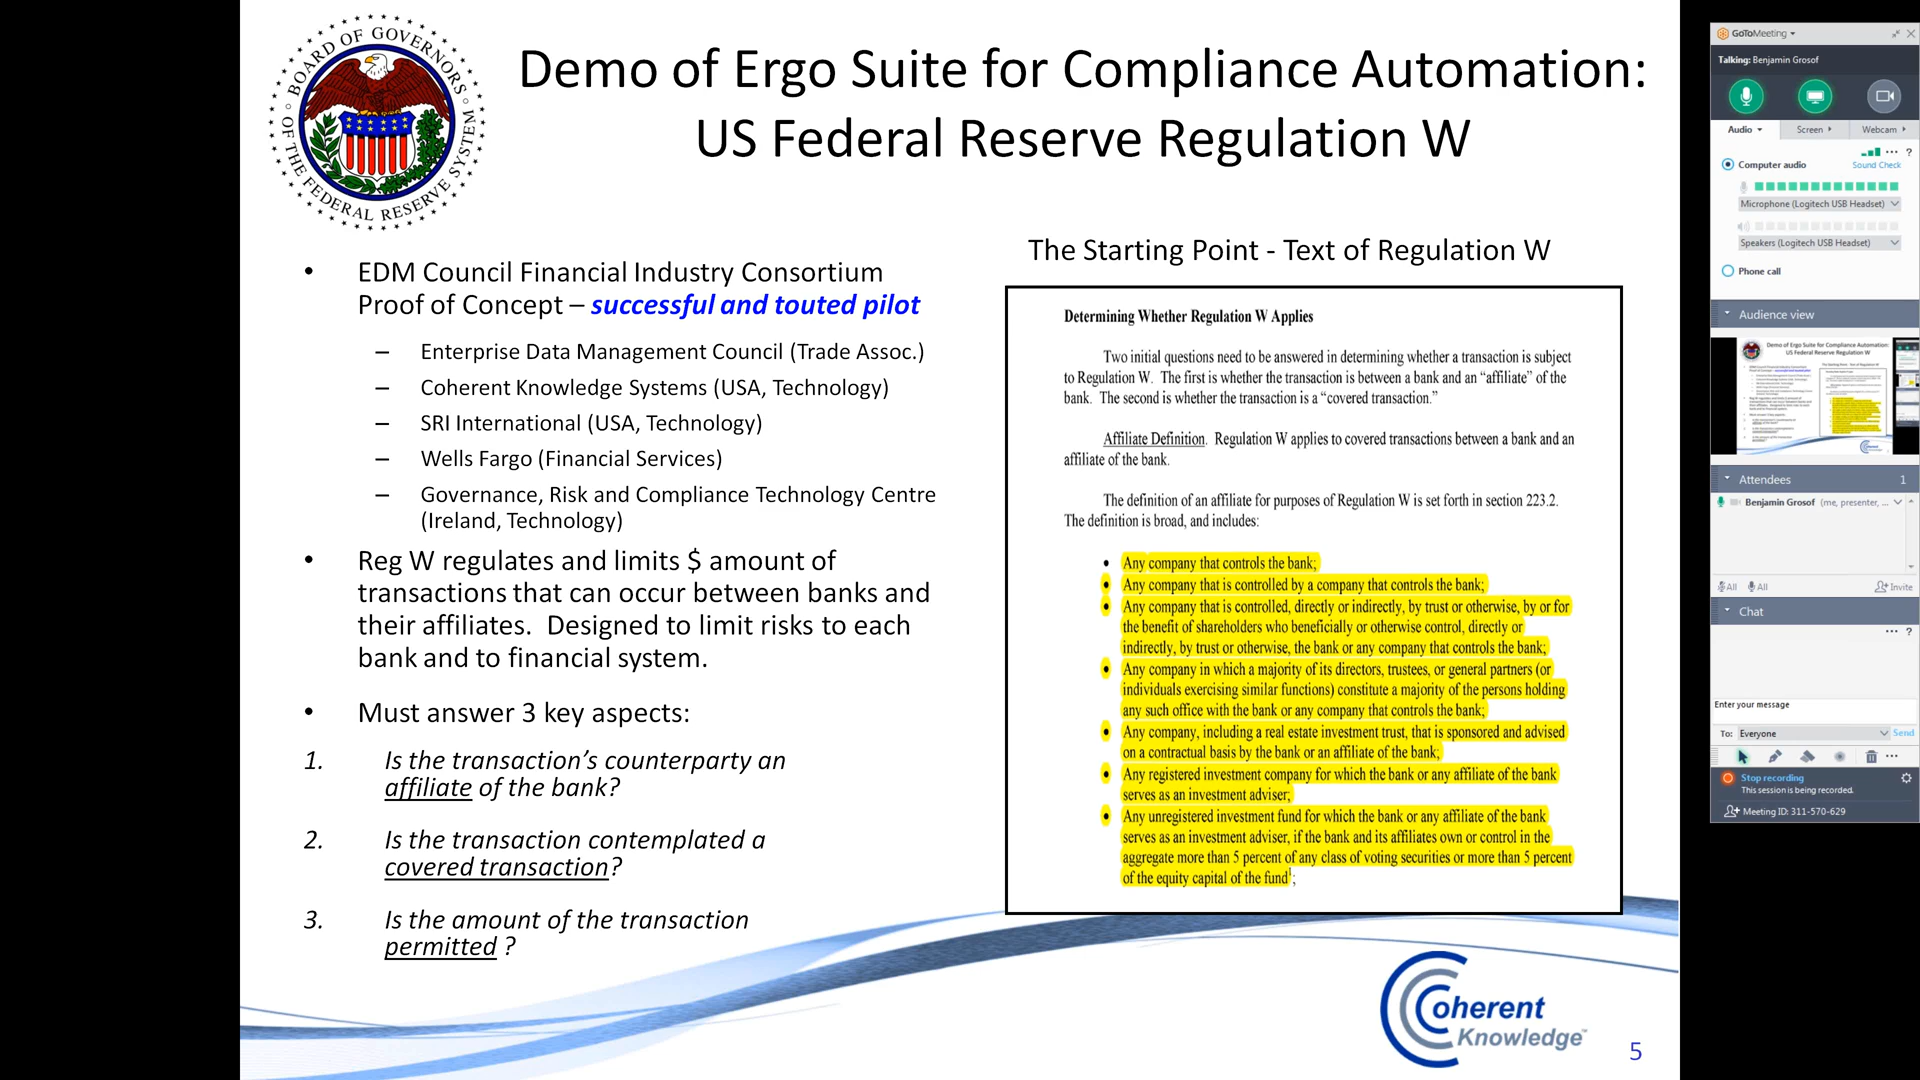 BOARD OF GOVERNORS
OF THE FEDERAL RESERVE SYSTEM
Demo of Ergo Suite for Compliance Automation:
US Federal Reserve Regulation W
• EDM Council Financial Industry Consortium
Proof of Concept – successful and touted pilot
– Enterprise Data Management Council (Trade Assoc.)
– Coherent Knowledge Systems (USA, Technology)
– SRI International (USA, Technology)
– Wells Fargo (Financial Services)
– Governance, Risk and Compliance Technology Centre
(Ireland, Technology)
• Reg W regulates and limits $ amount of
transactions that can occur between banks and
their affiliates.  Designed to limit risks to each
bank and to financial system.
• Must answer 3 key aspects:
1. Is the transaction’s counterparty an
affiliate of the bank?
2. Is the transaction contemplated a
covered transaction?
3. Is the amount of the transaction
permitted ?
The Starting Point - Text of Regulation W
Determining Whether Regulation W Applies
Two initial questions need to be answered in determining whether a transaction is subject
to Regulation W.  The first is whether the transaction is between a bank and an “affiliate” of the
bank.  The second is whether the transaction is a “covered transaction.”
Affiliate Definition.  Regulation W applies to covered transactions between a bank and an
affiliate of the bank.
The definition of an affiliate for purposes of Regulation W is set forth in section 223.2.
The definition is broad, and includes:
• Any company that controls the bank;
• Any company that is controlled by a company that controls the bank;
• Any company that is controlled, directly or indirectly, by trust or otherwise, by or for
the benefit of shareholders who beneficially or otherwise control, directly or
indirectly, by trust or otherwise, the bank or any company that controls the bank;
• Any company in which a majority of its directors, trustees, or general partners (or
individuals exercising similar functions) constitute a majority of the persons holding
any such office with the bank or any company that controls the bank;
• Any company, including a real estate investment trust, that is sponsored and advised
on a contractual basis by the bank or an affiliate of the bank;
• Any registered investment company for which the bank or any affiliate of the bank
serves as an investment adviser;
• Any unregistered investment fund for which the bank or any affiliate of the bank
serves as an investment adviser, if the bank and its affiliates own or control in the
aggregate more than 5 percent of any class of voting securities or more than 5 percent
of the equity capital of the fund1;
Coherent
Knowledge™
5
GoToMeeting
Talking: Benjamin Grosof
Audio Screen Webcam
... ?
Computer audio Sound Check
Microphone (Logitech USB Headset)
Speakers (Logitech USB Headset)
Phone call
Audience view
Demo of Ergo Suite for Compliance Automation:
US Federal Reserve Regulation W
Attendees 1
Benjamin Grosof (me, presenter, ...
All All Invite
Chat
... ?
Enter your message
To: Everyone Send
...
Stop recording
This session is being recorded.
Meeting ID: 311-570-629